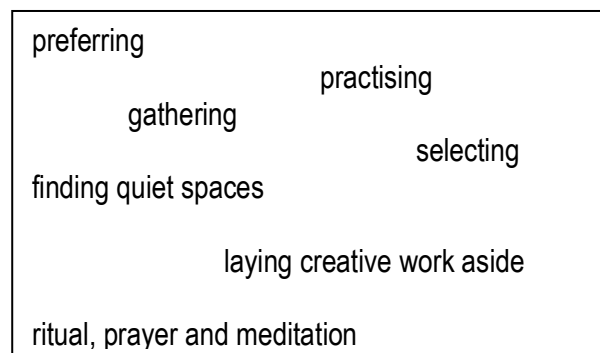 preferring
practising
gathering
selecting
finding quiet spaces
laying creative work aside
ritual, prayer and meditation